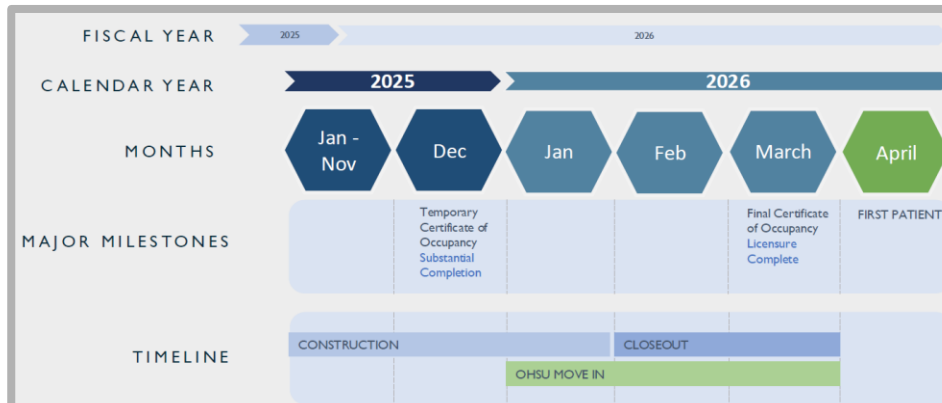 FISCAL YEAR
2025
2026
CALENDAR YEAR
2025
2026
MONTHS
Jan -
Nov
Dec
Jan
Feb
March
April
MAJOR MILESTONES
Temporary
Certificate of
Occupancy
Substantial
Completion
Final Certificate
of Occupancy
Licensure
Complete
FIRST PATIENT
TIMELINE
CONSTRUCTION
CLOSEOUT
OHSU MOVE IN